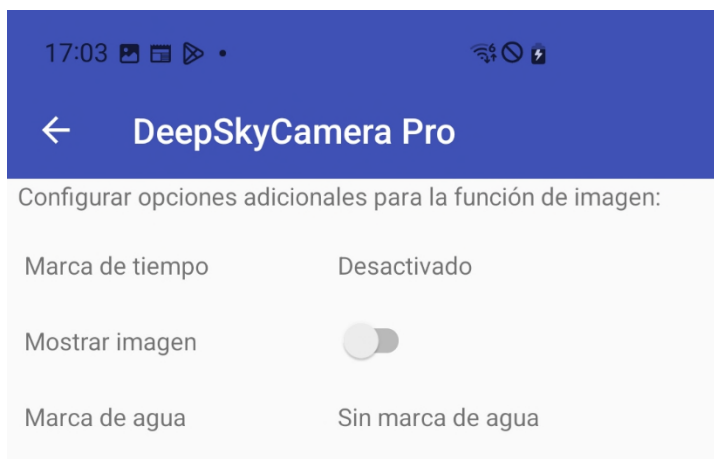 17:03
DeepSkyCamera Pro
Configurar opciones adicionales para la función de imagen:
Marca de tiempo Desactivado
Mostrar imagen
Marca de agua Sin marca de agua